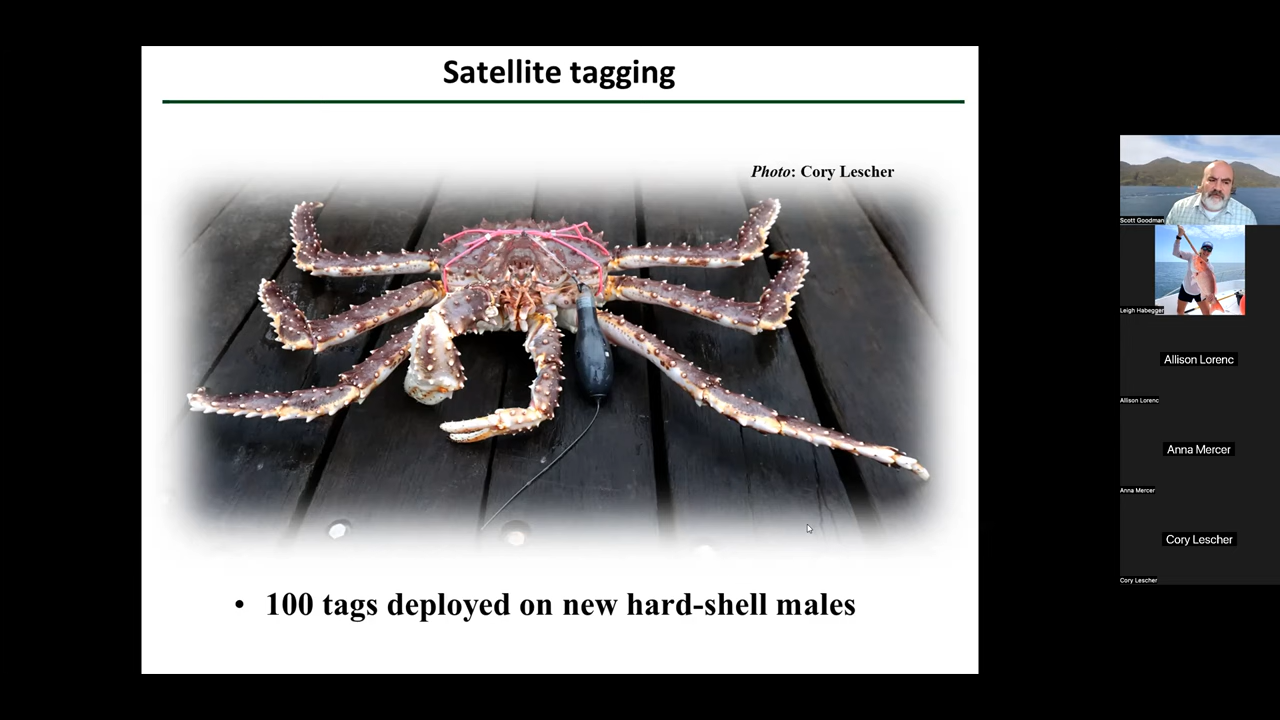 Satellite tagging
Photo: Cory Lescher
• 100 tags deployed on new hard-shell males
Scott Goodman
Leigh Habegger
Allison Lorenc
Allison Lorenc
Anna Mercer
Anna Mercer
Cory Lescher
Cory Lescher